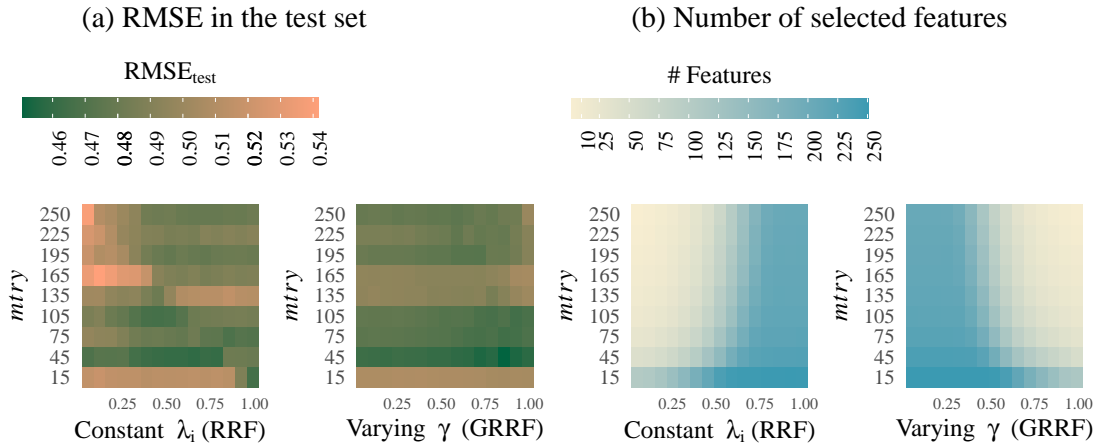 (a) RMSE in the test set
(b) Number of selected features
RMSEtest
0.46 0.47 0.48 0.49 0.50 0.51 0.52 0.53 0.54
# Features
10 25 50 75 100 125 150 175 200 225 250
mtry
250
225
195
165
135
105
75
45
15
0.25 0.50 0.75 1.00
Constant λi (RRF)
mtry
250
225
195
165
135
105
75
45
15
0.25 0.50 0.75 1.00
Varying γ (GRRF)
mtry
250
225
195
165
135
105
75
45
15
0.25 0.50 0.75 1.00
Constant λi (RRF)
mtry
250
225
195
165
135
105
75
45
15
0.25 0.50 0.75 1.00
Varying γ (GRRF)